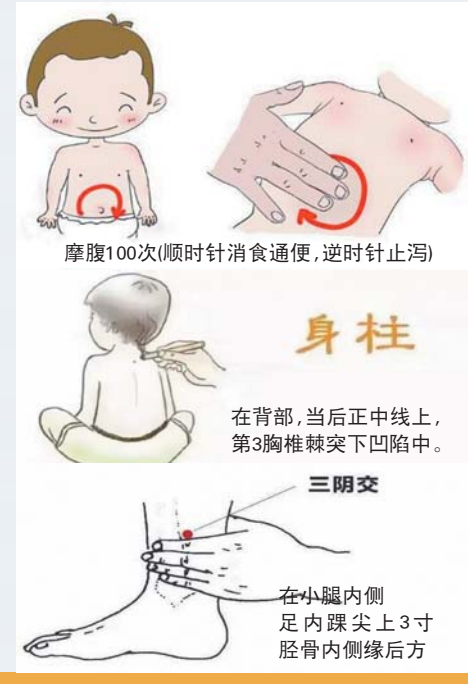 摩腹100次(顺时针消食通便,逆时针止泻)
身柱
在背部,当后正中线上,
第3胸椎棘突下凹陷中。
三阴交
在小腿内侧
足内踝尖上3寸
胫骨内侧缘后方